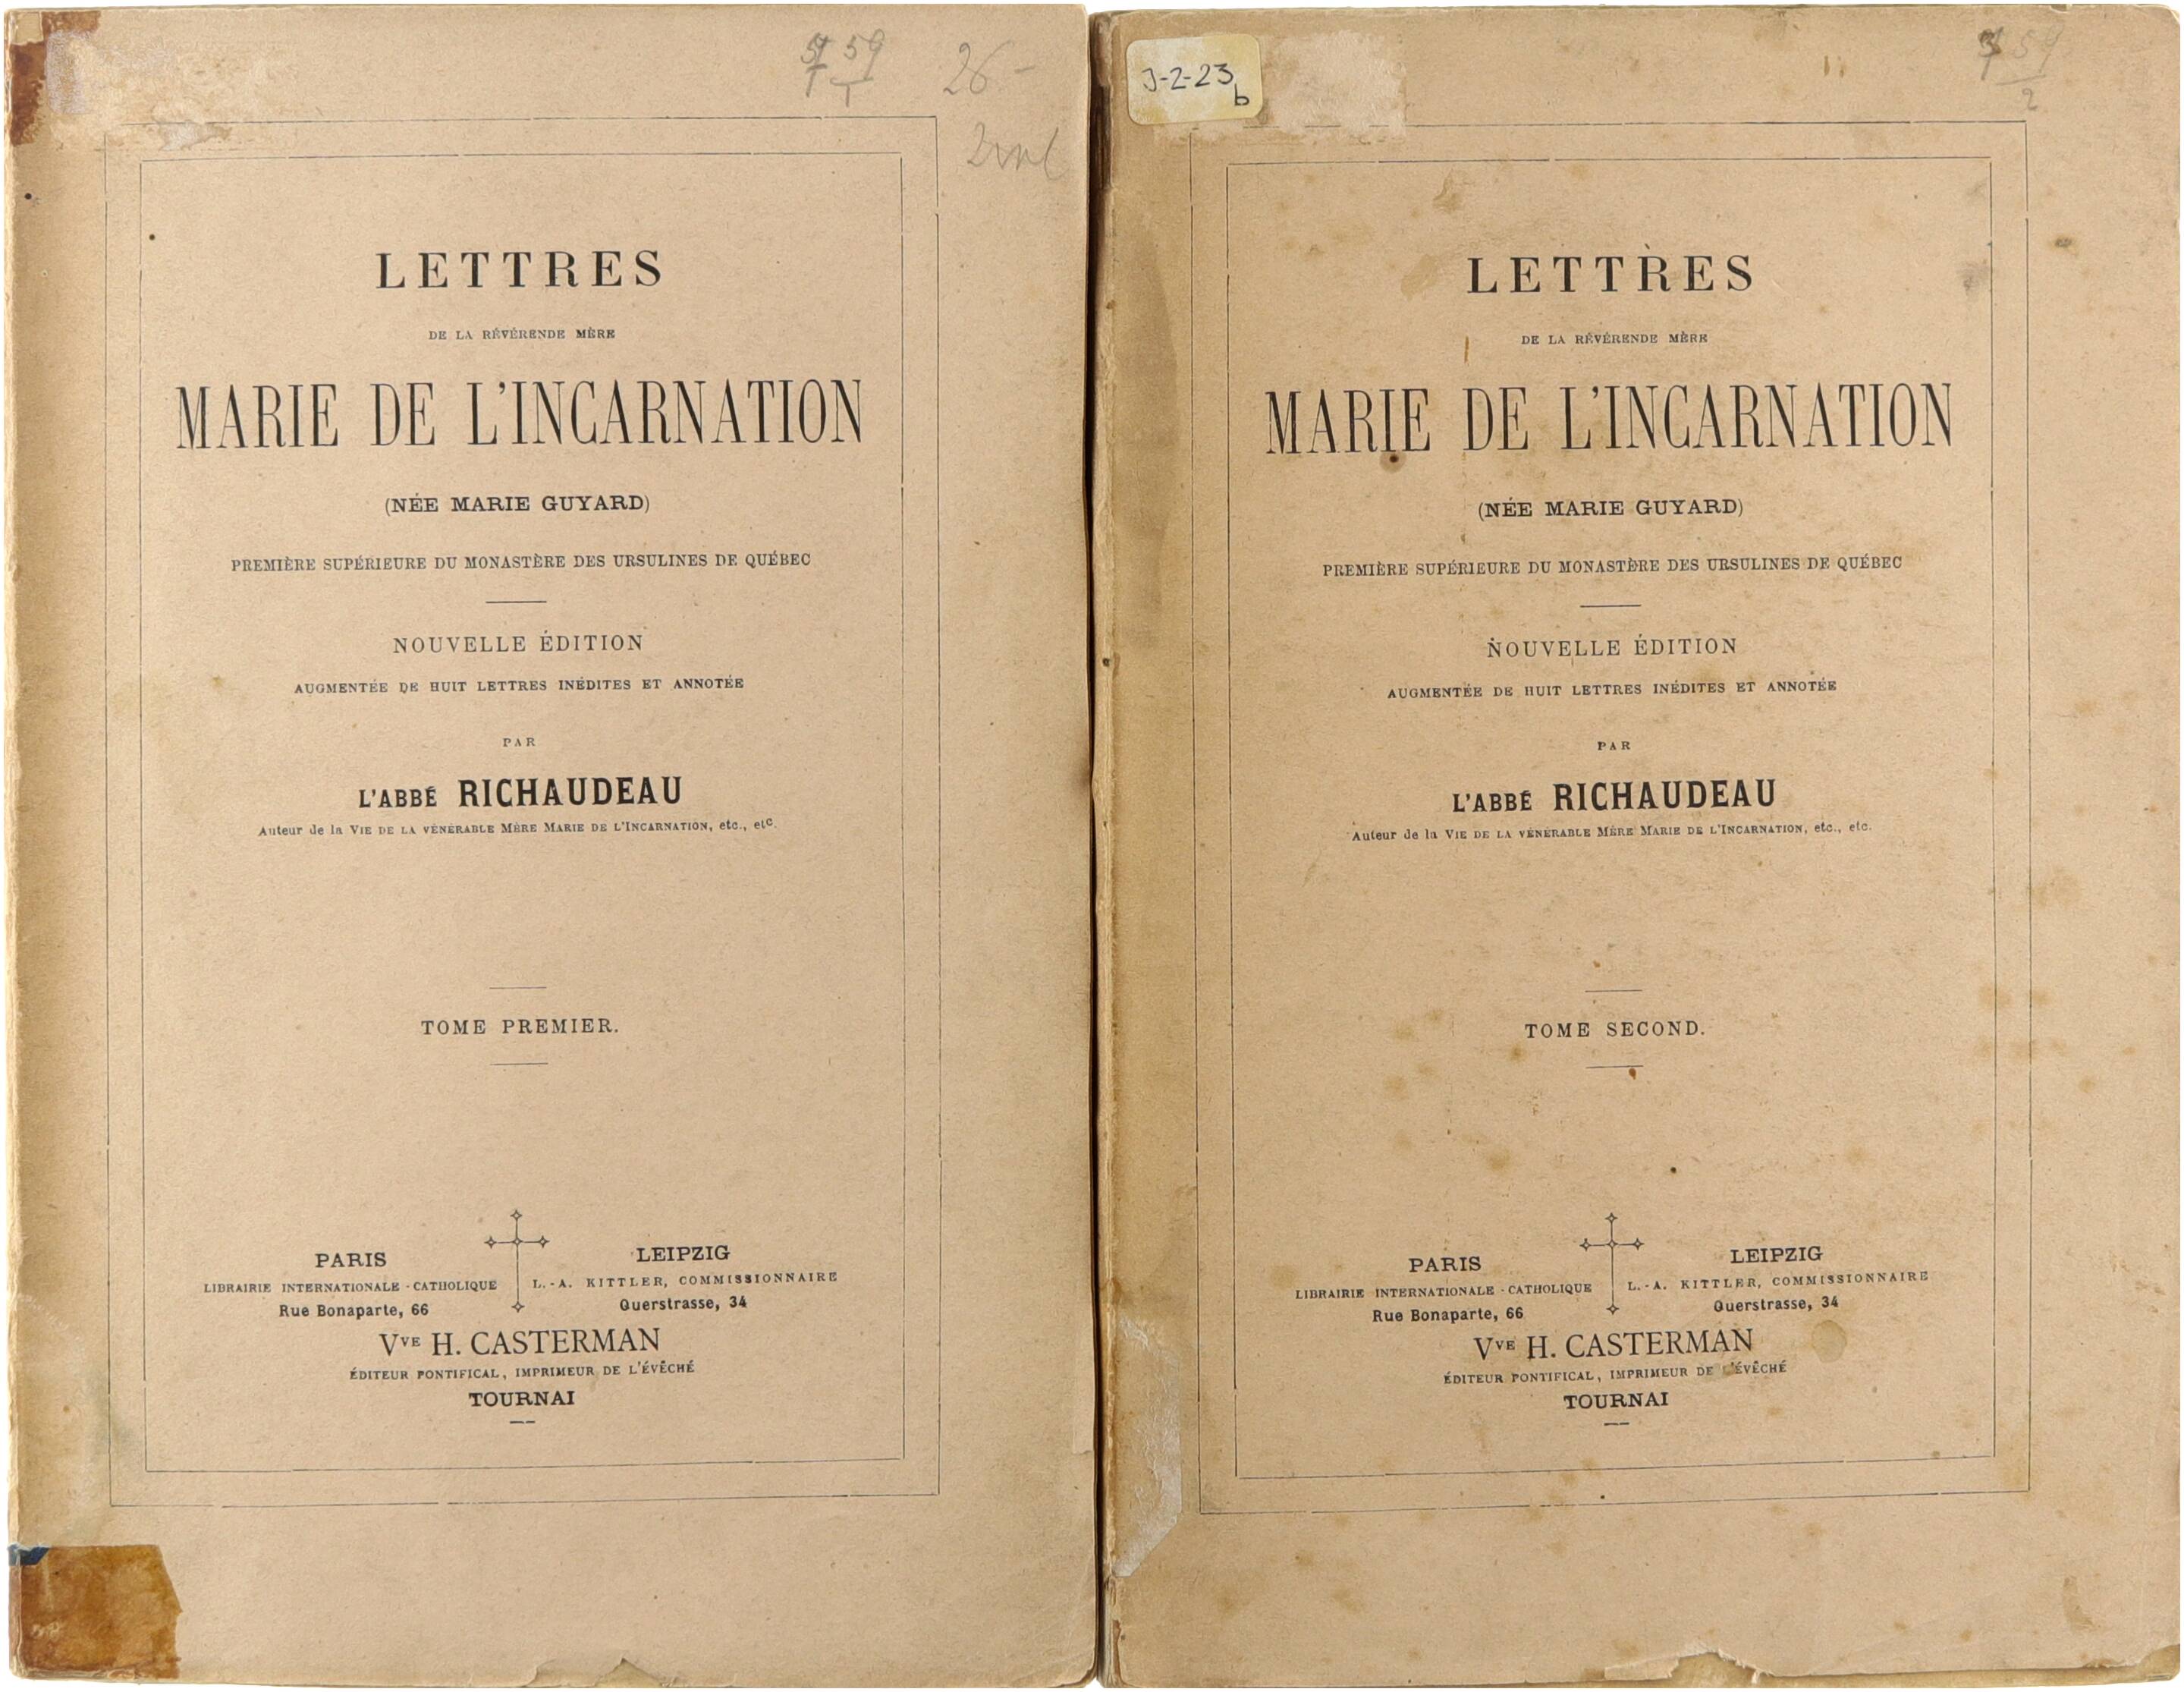 59
26 -
2 vol
LETTRES
DE LA RÉVÉRENDE MÈRE
MARIE DE L'INCARNATION
(NÉE MARIE GUYARD)
PREMIÈRE SUPÉRIEURE DU MONASTÈRE DES URSULINES DE QUÉBEC
NOUVELLE ÉDITION
AUGMENTÉE DE HUIT LETTRES INÉDITES ET ANNOTÉE
PAR
L'ABBÉ RICHAUDEAU
Auteur de la VIE DE LA VÉNÉRABLE MÈRE MARIE DE L'INCARNATION, etc., etc.
TOME PREMIER.
PARIS
LIBRAIRIE INTERNATIONALE-CATHOLIQUE
Rue Bonaparte, 66
LEIPZIG
L.-A. KITTLER, COMMISSIONNAIRE
Querstrasse, 34
Vve H. CASTERMAN
ÉDITEUR PONTIFICAL, IMPRIMEUR DE L'ÉVÊCHÉ
TOURNAI
J-2-23
b
59
2
LETTRES
DE LA RÉVÉRENDE MÈRE
MARIE DE L'INCARNATION
(NÉE MARIE GUYARD)
PREMIÈRE SUPÉRIEURE DU MONASTÈRE DES URSULINES DE QUÉBEC
NOUVELLE ÉDITION
AUGMENTÉE DE HUIT LETTRES INÉDITES ET ANNOTÉE
PAR
L'ABBÉ RICHAUDEAU
Auteur de la VIE DE LA VÉNÉRABLE MÈRE MARIE DE L'INCARNATION, etc., etc.
TOME SECOND.
PARIS
LIBRAIRIE INTERNATIONALE-CATHOLIQUE
Rue Bonaparte, 66
LEIPZIG
L.-A. KITTLER, COMMISSIONNAIRE
Querstrasse, 34
Vve H. CASTERMAN
ÉDITEUR PONTIFICAL, IMPRIMEUR DE L'ÉVÊCHÉ
TOURNAI